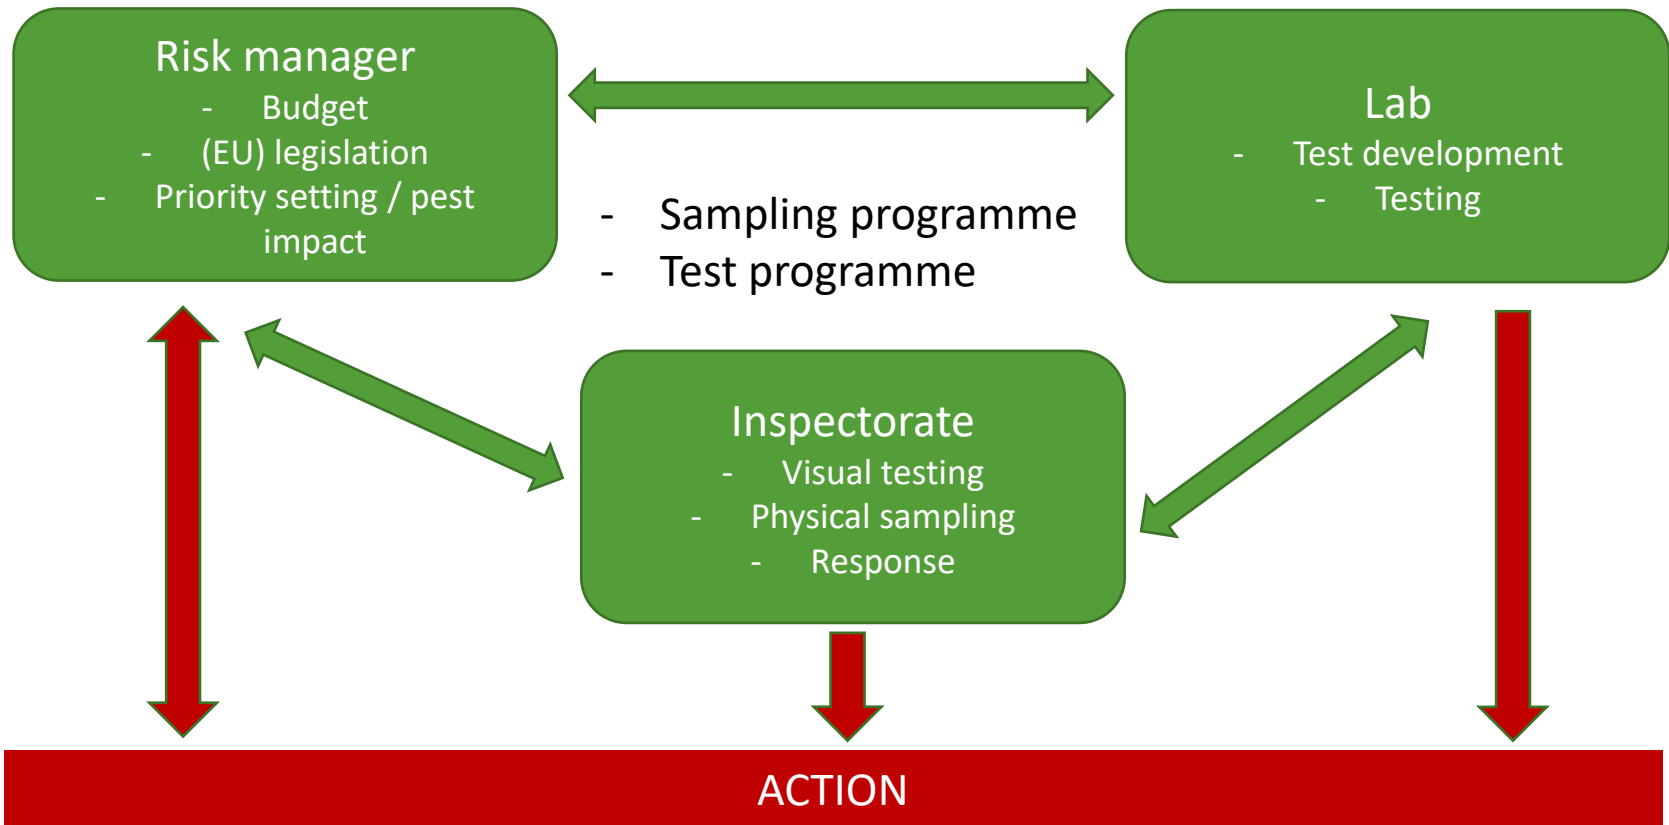 Risk manager
- Budget
- (EU) legislation
- Priority setting / pest
impact
Lab
- Test development
- Testing
- Sampling programme
- Test programme
Inspectorate
- Visual testing
- Physical sampling
- Response
ACTION